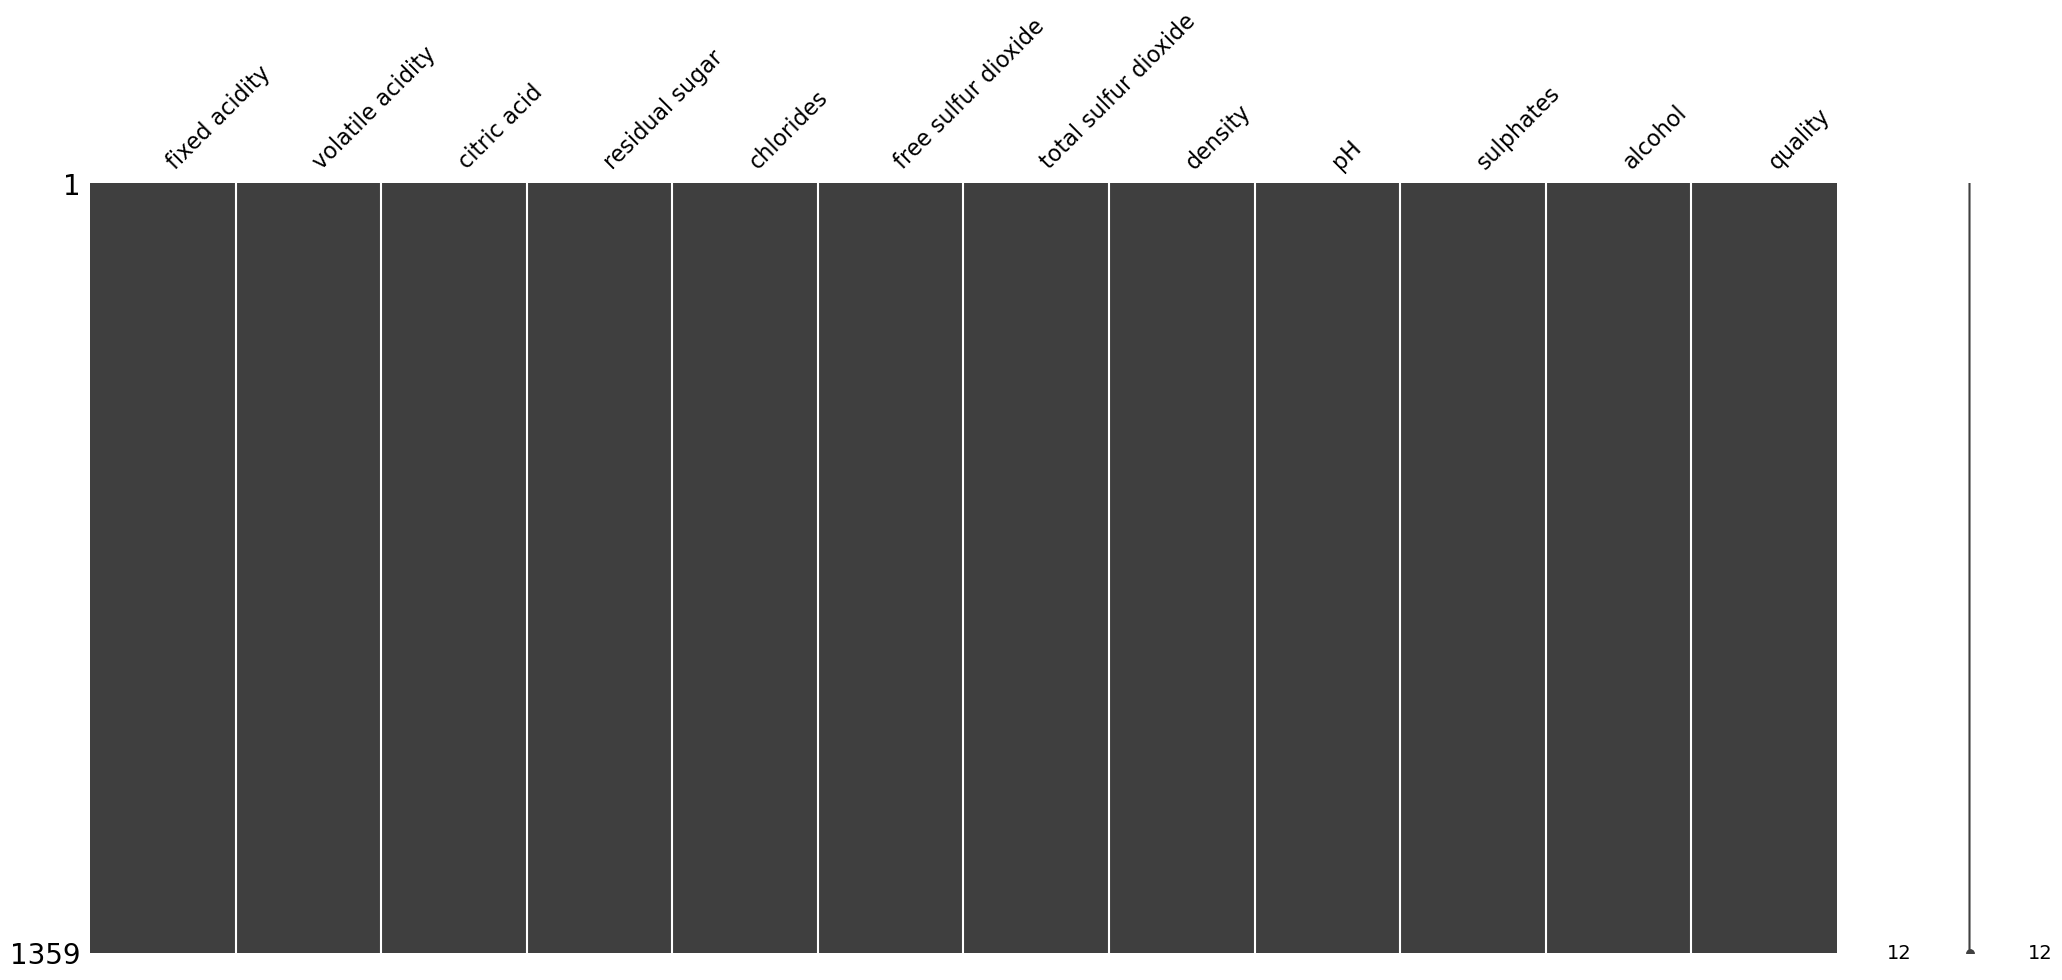 fixed acidity
volatile acidity
citric acid
residual sugar
chlorides
free sulfur dioxide
total sulfur dioxide
density
pH
sulphates
alcohol
quality
1
1359
12
12